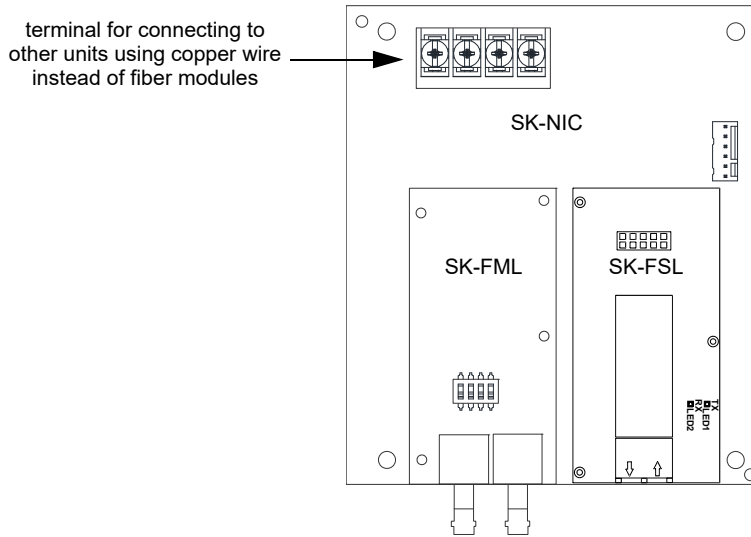 terminal for connecting to
other units using copper wire
instead of fiber modules
SK-NIC
SK-FML
SK-FSL
TX
LED1
RX
LED2